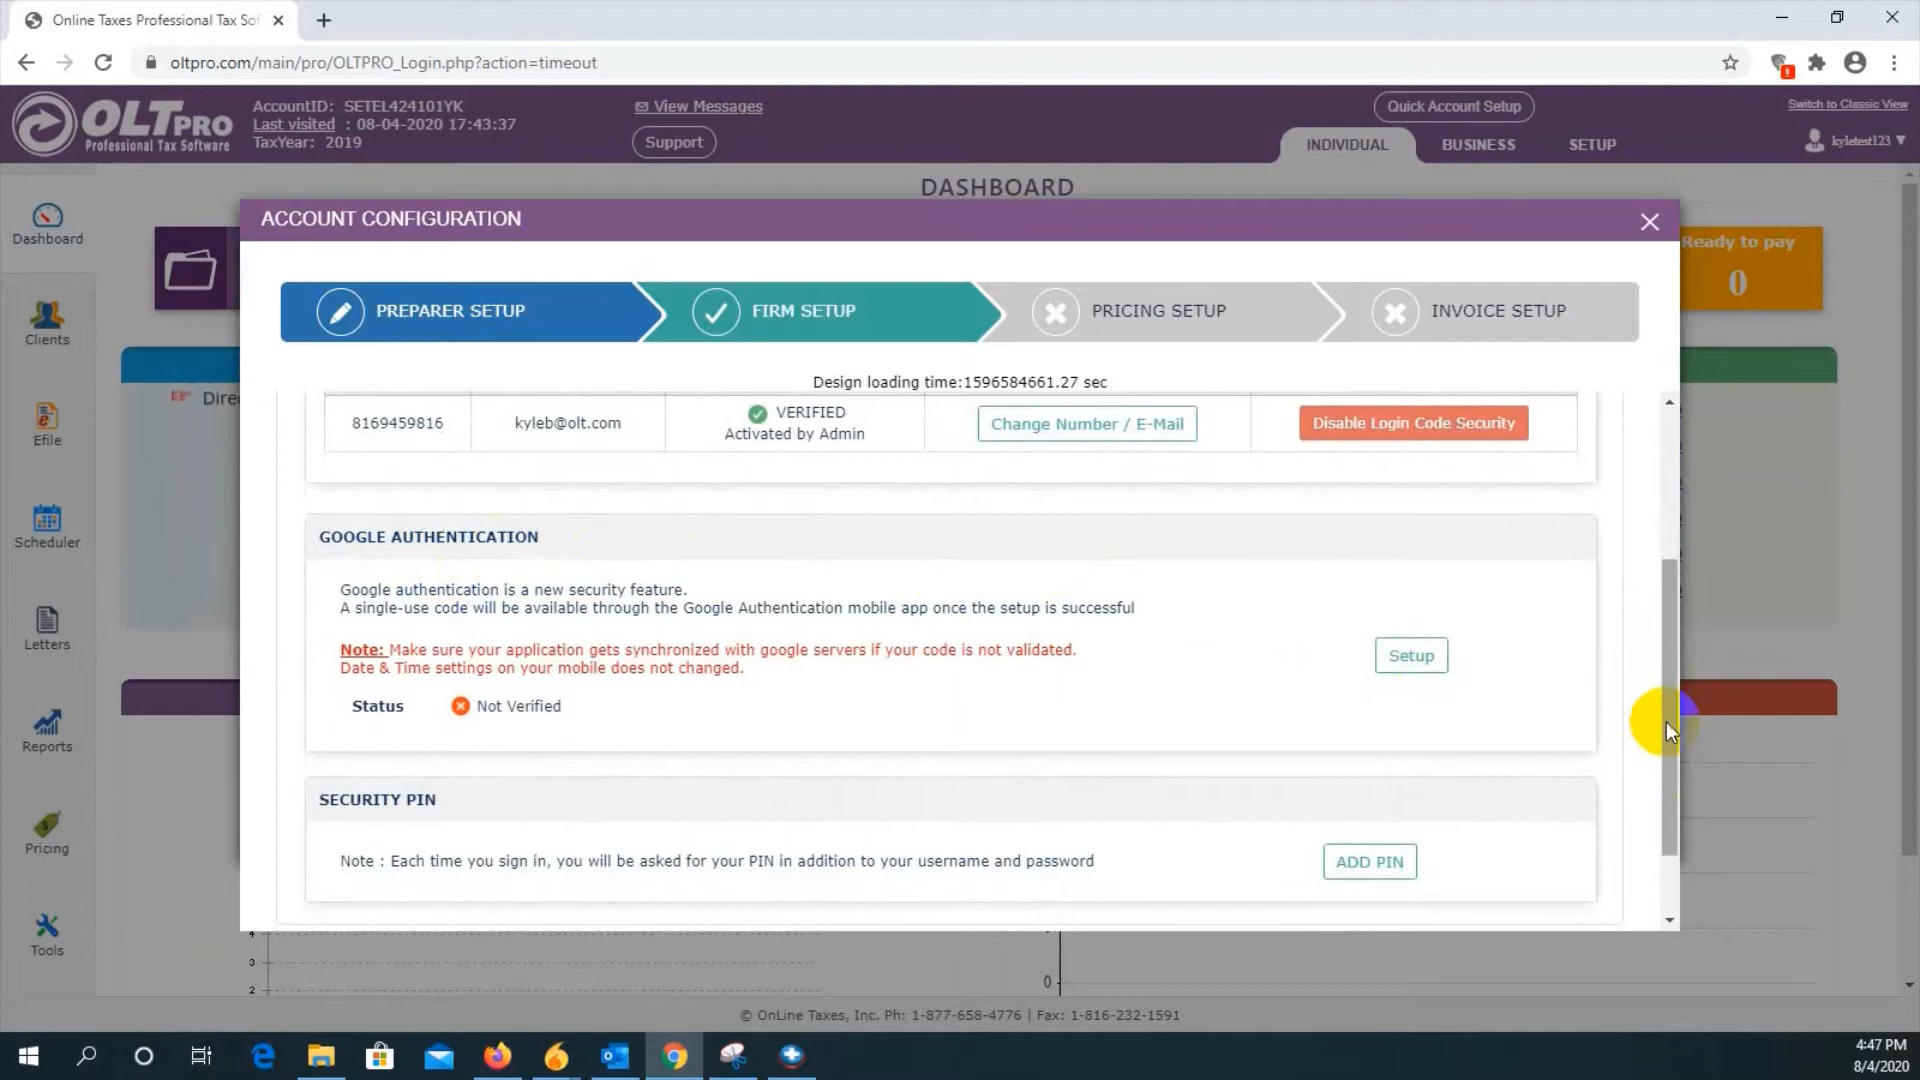 Online Taxes Professional Tax Sof
oltpro.com/main/pro/OLTPRO_Login.php?action=timeout
OLTPRO
Professional Tax Software
AccountID: SETEL424101YK
Last visited : 08-04-2020 17:43:37
TaxYear: 2019
View Messages
Support
Quick Account Setup
Switch to Classic View
INDIVIDUAL
BUSINESS
SETUP
kyletest123
DASHBOARD
Dashboard
Clients
Efile
Scheduler
Letters
Reports
Pricing
Tools
Ready to pay
0
Dire
ACCOUNT CONFIGURATION
PREPARER SETUP
FIRM SETUP
PRICING SETUP
INVOICE SETUP
Design loading time:1596584661.27 sec
8169459816
kyleb@olt.com
VERIFIED
Activated by Admin
Change Number / E-Mail
Disable Login Code Security
GOOGLE AUTHENTICATION
Google authentication is a new security feature.
A single-use code will be available through the Google Authentication mobile app once the setup is successful
Note: Make sure your application gets synchronized with google servers if your code is not validated.
Date & Time settings on your mobile does not changed.
Setup
Status
Not Verified
SECURITY PIN
Note : Each time you sign in, you will be asked for your PIN in addition to your username and password
ADD PIN
4
3
2
0
© OnLine Taxes, Inc. Ph: 1-877-658-4776 | Fax: 1-816-232-1591
4:47 PM
8/4/2020